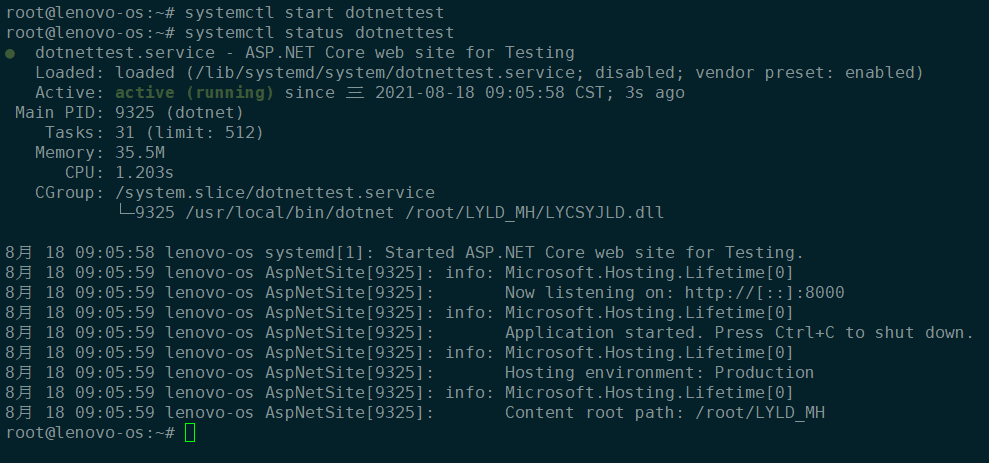 root@lenovo-os:~# systemctl start dotnettest
root@lenovo-os:~# systemctl status dotnettest
● dotnettest.service - ASP.NET Core web site for Testing
Loaded: loaded (/lib/systemd/system/dotnettest.service; disabled; vendor preset: enabled)
Active: active (running) since 三 2021-08-18 09:05:58 CST; 3s ago
Main PID: 9325 (dotnet)
Tasks: 31 (limit: 512)
Memory: 35.5M
CPU: 1.203s
CGroup: /system.slice/dotnettest.service
└─9325 /usr/local/bin/dotnet /root/LYLD_MH/LYCSYJLD.dll
8月 18 09:05:58 lenovo-os systemd[1]: Started ASP.NET Core web site for Testing.
8月 18 09:05:59 lenovo-os AspNetSite[9325]: info: Microsoft.Hosting.Lifetime[0]
8月 18 09:05:59 lenovo-os AspNetSite[9325]:       Now listening on: http://[::]:8000
8月 18 09:05:59 lenovo-os AspNetSite[9325]: info: Microsoft.Hosting.Lifetime[0]
8月 18 09:05:59 lenovo-os AspNetSite[9325]:       Application started. Press Ctrl+C to shut down.
8月 18 09:05:59 lenovo-os AspNetSite[9325]: info: Microsoft.Hosting.Lifetime[0]
8月 18 09:05:59 lenovo-os AspNetSite[9325]:       Hosting environment: Production
8月 18 09:05:59 lenovo-os AspNetSite[9325]: info: Microsoft.Hosting.Lifetime[0]
8月 18 09:05:59 lenovo-os AspNetSite[9325]:       Content root path: /root/LYLD_MH
root@lenovo-os:~#